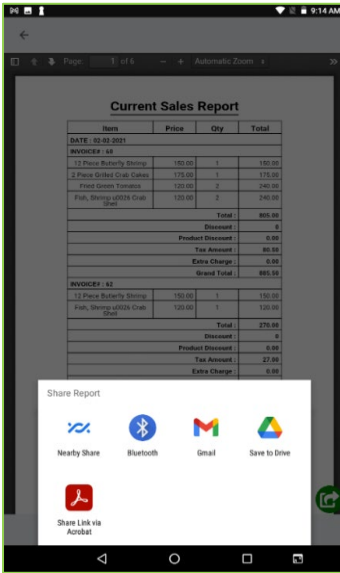 9:14 AM
Page: 1 of 6 − + Automatic Zoom
Current Sales Report
Item Price Qty Total
DATE : 02-02-2021
INVOICE# : 60
12 Piece Butterfly Shrimp 150.00 1 150.00
2 Piece Grilled Crab Cakes 175.00 1 175.00
Fried Green Tomatos 120.00 2 240.00
Fish, Shrimp u0026 Crab 120.00 2 240.00
Shell
Total : 805.00
Discount : 0
Product Discount : 0.00
Tax Amount : 80.50
Extra Charge : 0.00
Grand Total : 885.50
INVOICE# : 62
12 Piece Butterfly Shrimp 150.00 1 150.00
Fish, Shrimp u0026 Crab 120.00 1 120.00
Shell
Total : 270.00
Discount : 0
Product Discount : 0.00
Tax Amount : 27.00
Extra Charge : 0.00
Share Report
Nearby Share Bluetooth Gmail Save to Drive
Share Link via
Acrobat